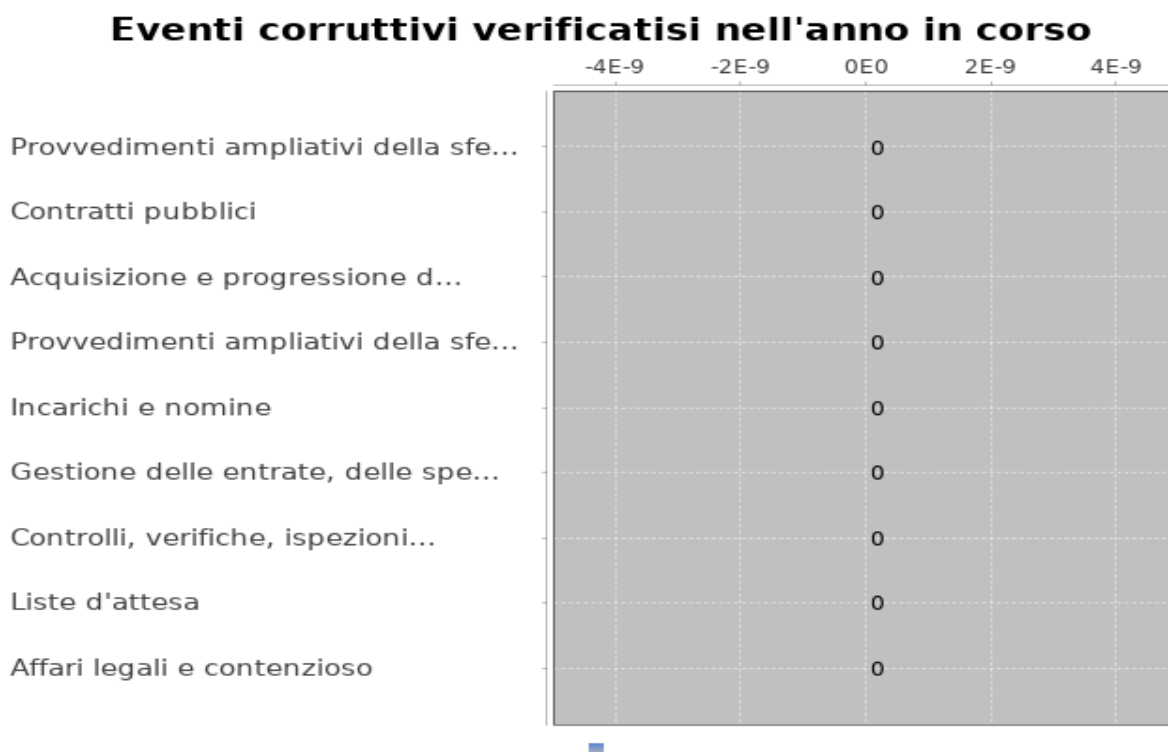 Eventi corruttivi verificatisi nell'anno in corso
-4E-9 -2E-9 0E0 2E-9 4E-9
Provvedimenti ampliativi della sfe... 0
Contratti pubblici 0
Acquisizione e progressione d... 0
Provvedimenti ampliativi della sfe... 0
Incarichi e nomine 0
Gestione delle entrate, delle spe... 0
Controlli, verifiche, ispezioni... 0
Liste d'attesa 0
Affari legali e contenzioso 0